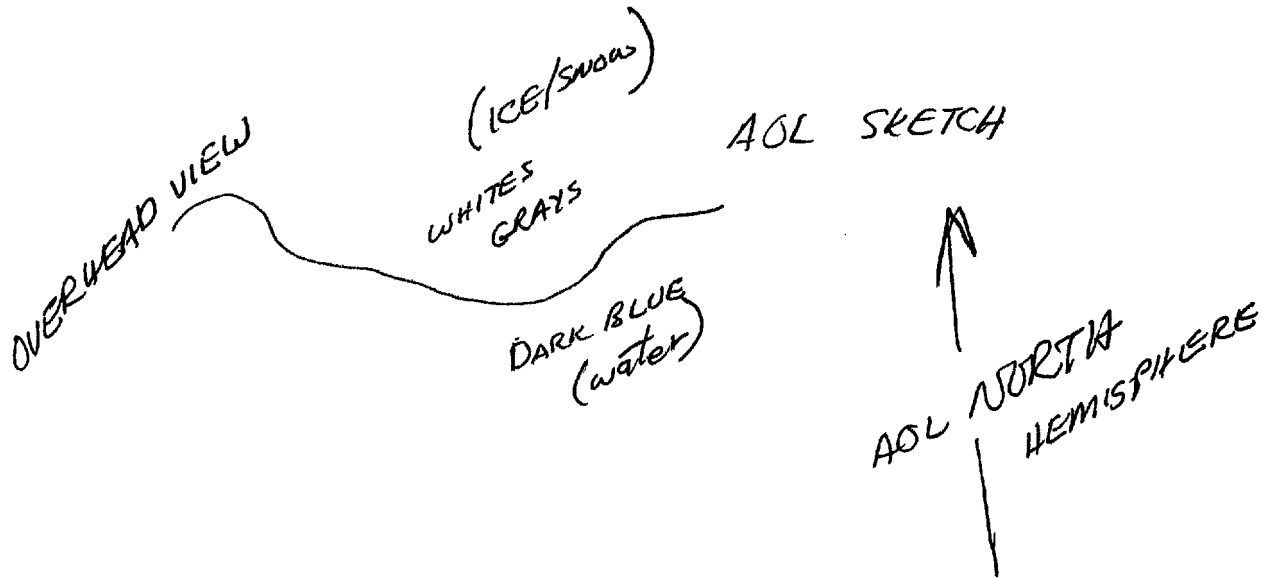 (ICE/SNOW)
AOL SKETCH
OVERHEAD VIEW
WHITES
GRAYS
DARK BLUE
(water)
AOL NORTH
HEMISPHERE